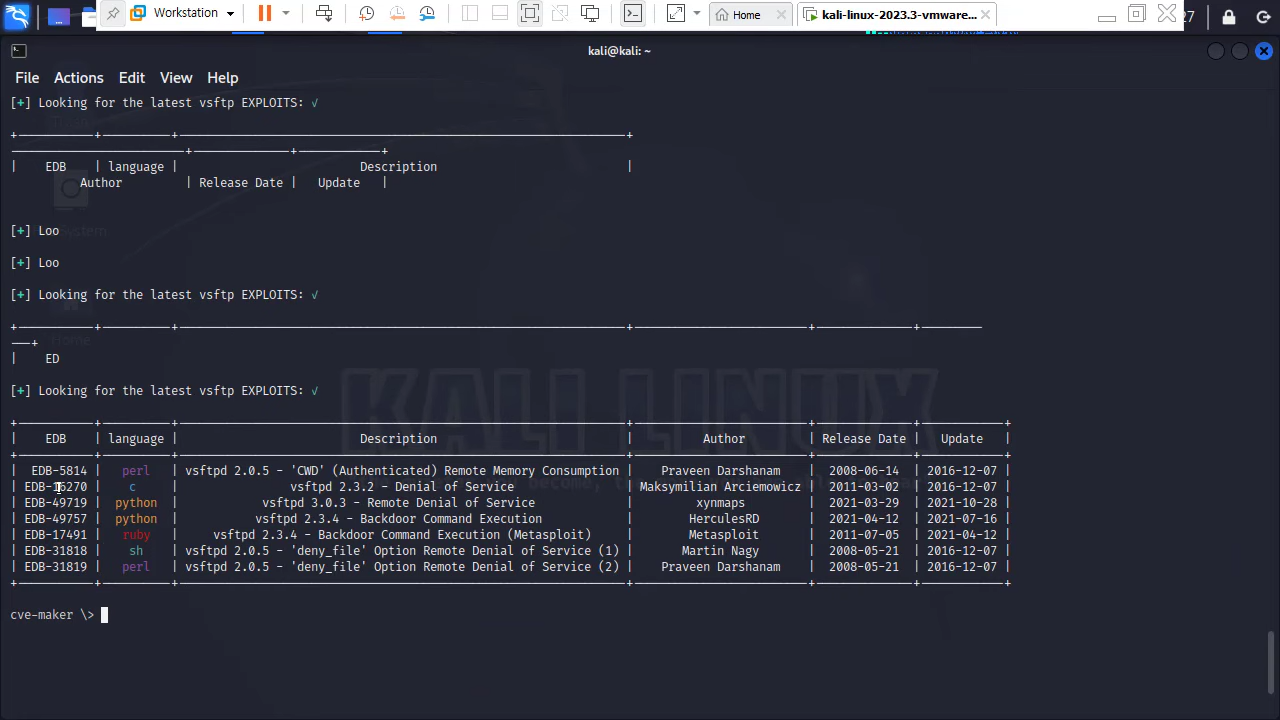 Workstation
Home
kali-linux-2023.3-vmware...
27
kali@kali: ~
File Actions Edit View Help
[+] Looking for the latest vsftp EXPLOITS: √
| EDB | language | Description |
Author | Release Date | Update |
[+] Loo
[+] Loo
[+] Looking for the latest vsftp EXPLOITS: √
| ED
[+] Looking for the latest vsftp EXPLOITS: √
KALI LINUX
| EDB | language | Description | Author | Release Date | Update |
| EDB-5814 | perl | vsftpd 2.0.5 - 'CWD' (Authenticated) Remote Memory Consumption | Praveen Darshanam | 2008-06-14 | 2016-12-07 |
| EDB-16270 | c | vsftpd 2.3.2 - Denial of Service | Maksymilian Arciemowicz | 2011-03-02 | 2016-12-07 |
| EDB-49719 | python | vsftpd 3.0.3 - Remote Denial of Service | xynmaps | 2021-03-29 | 2021-10-28 |
| EDB-49757 | python | vsftpd 2.3.4 - Backdoor Command Execution | HerculesRD | 2021-04-12 | 2021-07-16 |
| EDB-17491 | ruby | vsftpd 2.3.4 - Backdoor Command Execution (Metasploit) | Metasploit | 2011-07-05 | 2021-04-12 |
| EDB-31818 | sh | vsftpd 2.0.5 - 'deny_file' Option Remote Denial of Service (1) | Martin Nagy | 2008-05-21 | 2016-12-07 |
| EDB-31819 | perl | vsftpd 2.0.5 - 'deny_file' Option Remote Denial of Service (2) | Praveen Darshanam | 2008-05-21 | 2016-12-07 |
cve-maker \>